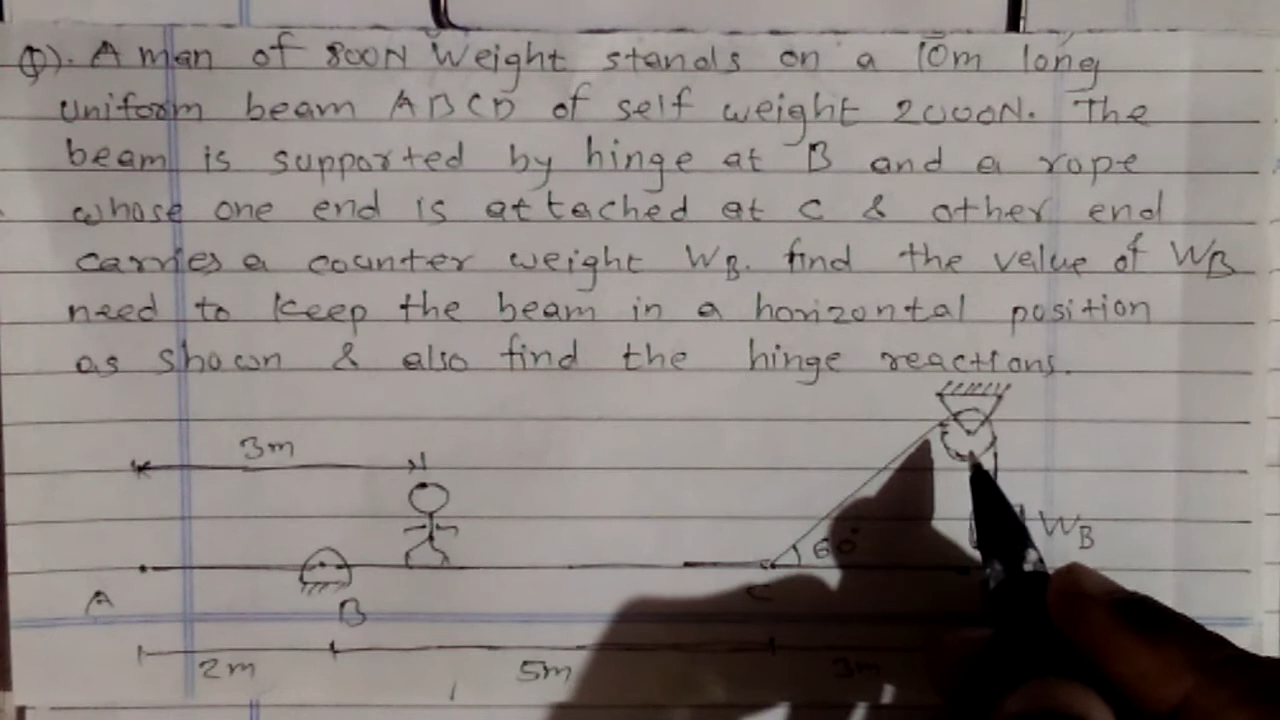 Q). A man of 800N Weight stands on a 10m long
uniform beam ABCD of self weight 2000N. The
beam is supported by hinge at B and a rope
whose one end is attached at C & other end
carries a counter weight WB. find the value of WB
need to keep the beam in a horizontal position
as shown & also find the hinge reactions.
3m
60°
WB
A
B
C
2m
5m
3m